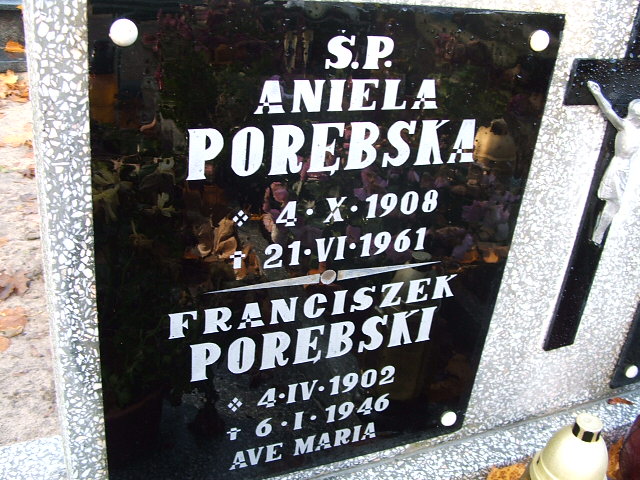 Ś.P.
ANIELA
PORĘBSKA
4·X·1908
✝ 21·VI·1961
FRANCISZEK
PORĘBSKI
4·IV·1902
✝ 6·I·1946
AVE MARIA